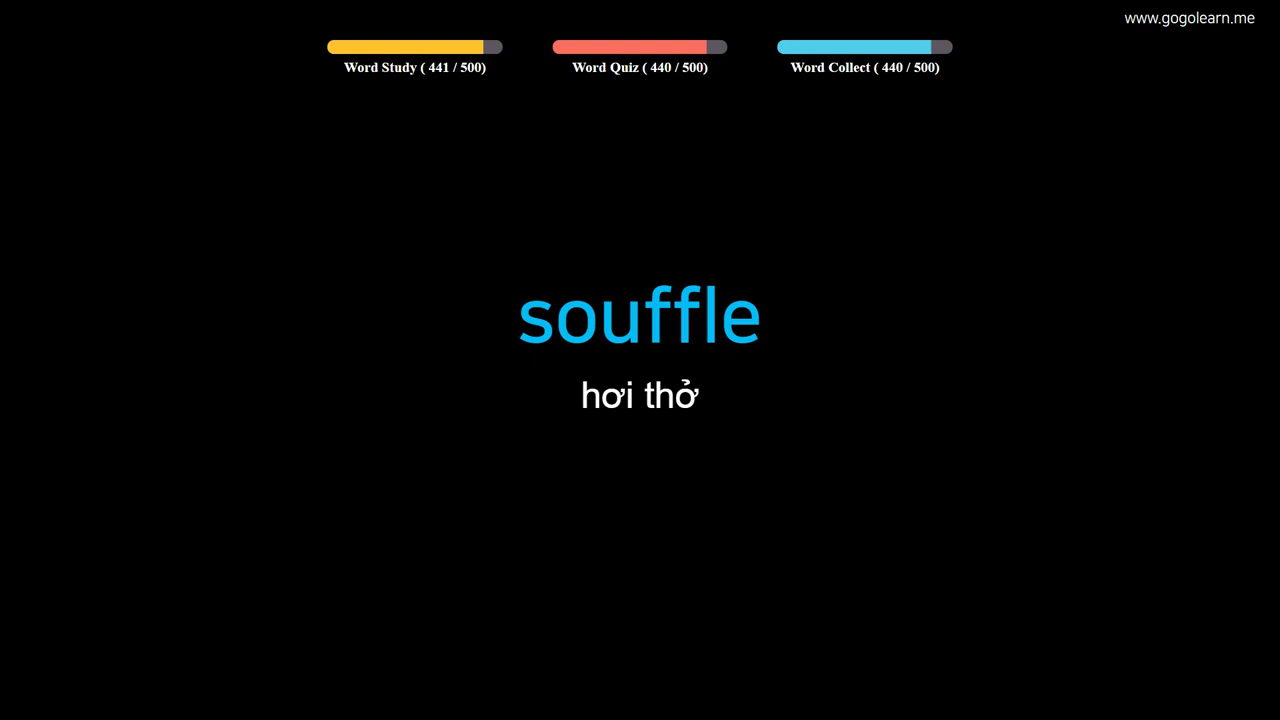 www.gogolearn.me
Word Study ( 441 / 500)
Word Quiz ( 440 / 500)
Word Collect ( 440 / 500)
souffle
hơi thở